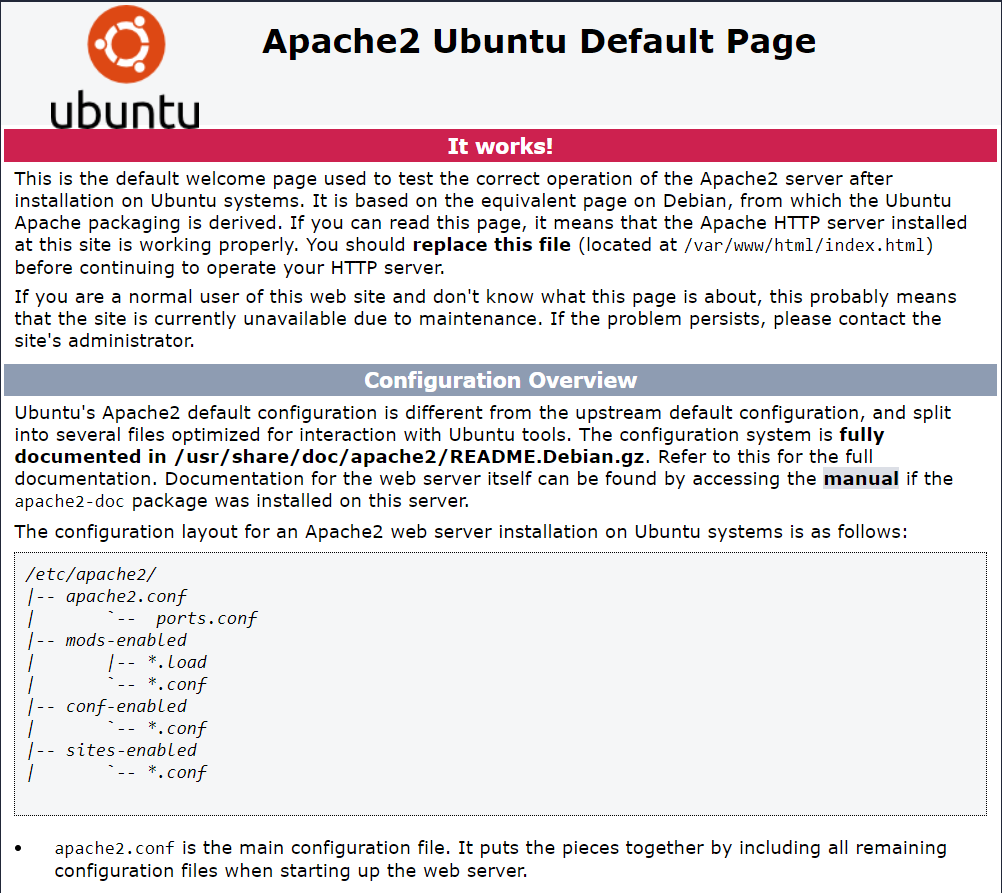 ubuntu
Apache2 Ubuntu Default Page
It works!
This is the default welcome page used to test the correct operation of the Apache2 server after
installation on Ubuntu systems. It is based on the equivalent page on Debian, from which the Ubuntu
Apache packaging is derived. If you can read this page, it means that the Apache HTTP server installed
at this site is working properly. You should replace this file (located at /var/www/html/index.html)
before continuing to operate your HTTP server.
If you are a normal user of this web site and don't know what this page is about, this probably means
that the site is currently unavailable due to maintenance. If the problem persists, please contact the
site's administrator.
Configuration Overview
Ubuntu's Apache2 default configuration is different from the upstream default configuration, and split
into several files optimized for interaction with Ubuntu tools. The configuration system is fully
documented in /usr/share/doc/apache2/README.Debian.gz. Refer to this for the full
documentation. Documentation for the web server itself can be found by accessing the manual if the
apache2-doc package was installed on this server.
The configuration layout for an Apache2 web server installation on Ubuntu systems is as follows:
/etc/apache2/
|-- apache2.conf
|       `--  ports.conf
|-- mods-enabled
|       |-- *.load
|       `-- *.conf
|-- conf-enabled
|       `-- *.conf
|-- sites-enabled
|       `-- *.conf
• apache2.conf is the main configuration file. It puts the pieces together by including all remaining
configuration files when starting up the web server.